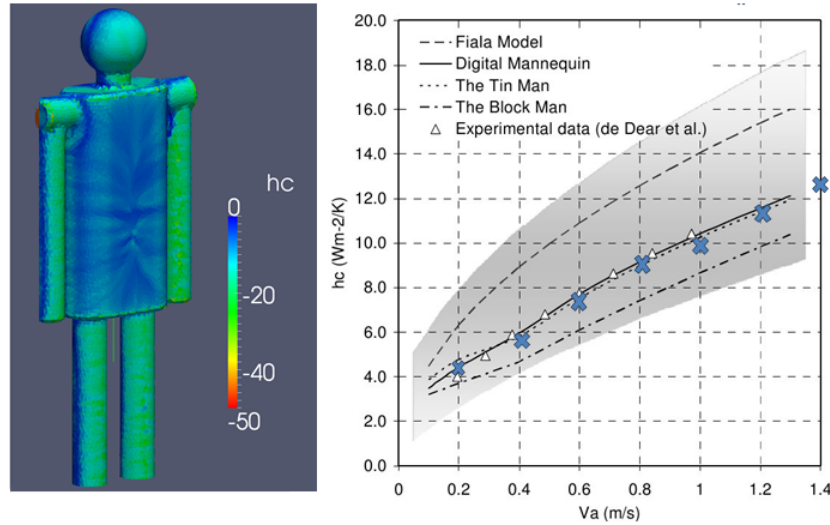 hc
0
-20
-40
-50
20.0
18.0
16.0
14.0
12.0
10.0
8.0
6.0
4.0
2.0
0.0
hc (Wm-2/K)
Fiala Model
Digital Mannequin
The Tin Man
The Block Man
Experimental data (de Dear et al.)
0 0.2 0.4 0.6 0.8 1 1.2 1.4
Va (m/s)